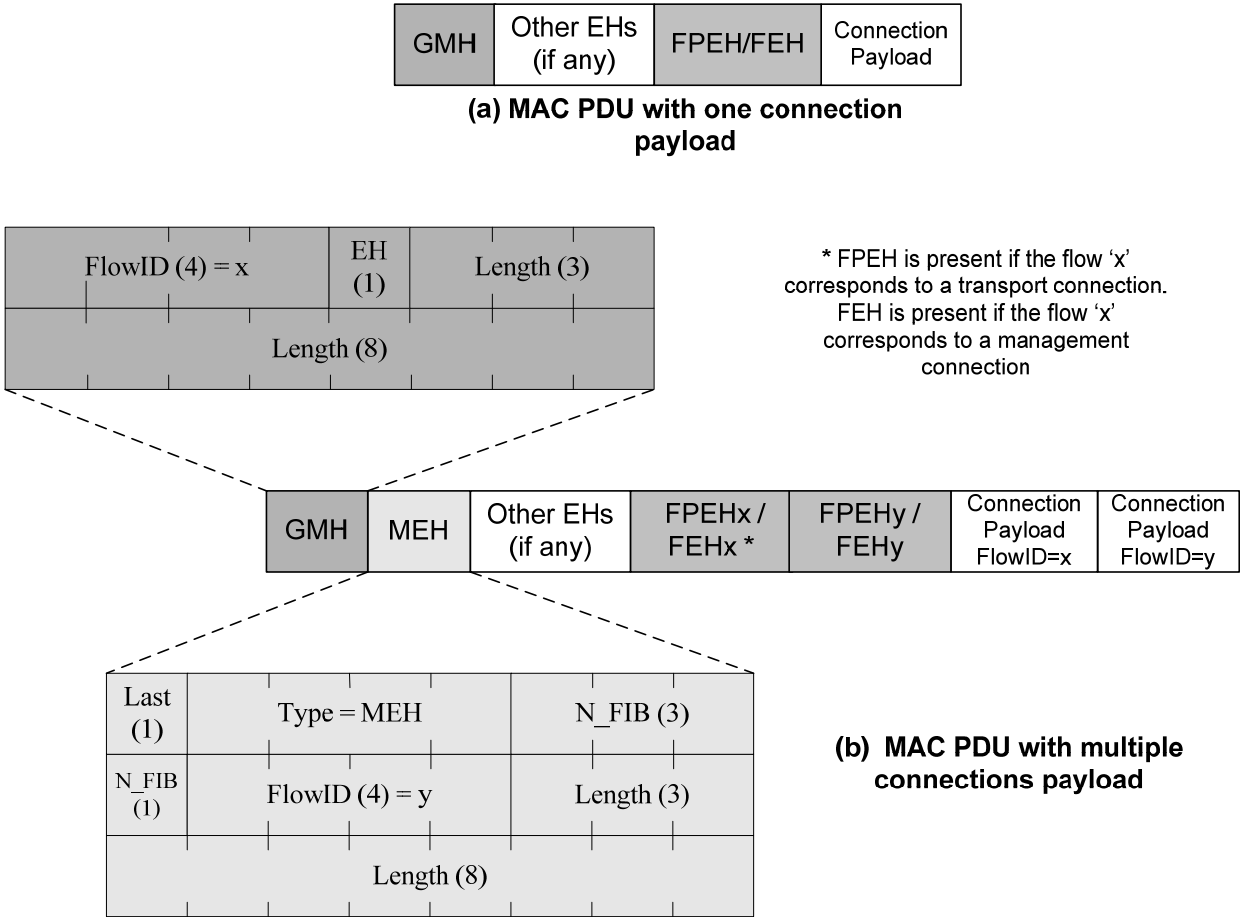 GMH
Other EHs
(if any)
FPEH/FEH
Connection
Payload
(a) MAC PDU with one connection
payload
FlowID (4) = x
EH
(1)
Length (3)
Length (8)
* FPEH is present if the flow ‘x’
corresponds to a transport connection.
FEH is present if the flow ‘x’
corresponds to a management
connection
GMH
MEH
Other EHs
(if any)
FPEHx /
FEHx *
FPEHy /
FEHy
Connection
Payload
FlowID=x
Connection
Payload
FlowID=y
Last
(1)
Type = MEH
N_FIB (3)
N_FIB
(1)
FlowID (4) = y
Length (3)
Length (8)
(b) MAC PDU with multiple
connections payload